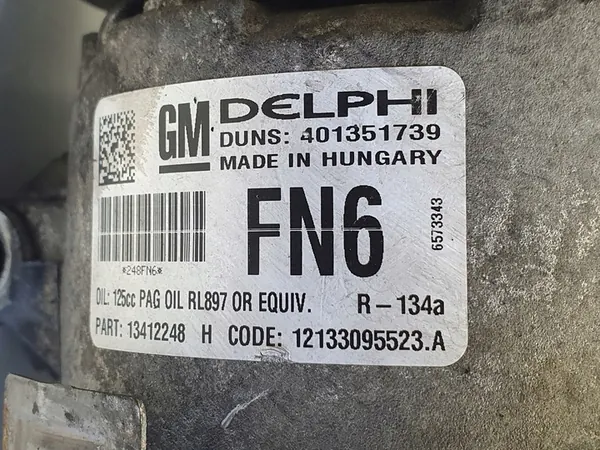 GM DELPHI
DUNS: 401351739
MADE IN HUNGARY
*248FN6*
FN6
6573343
OIL: 125cc PAG OIL RL897 OR EQUIV. R-134a
PART: 13412248 H CODE: 12133095523.A